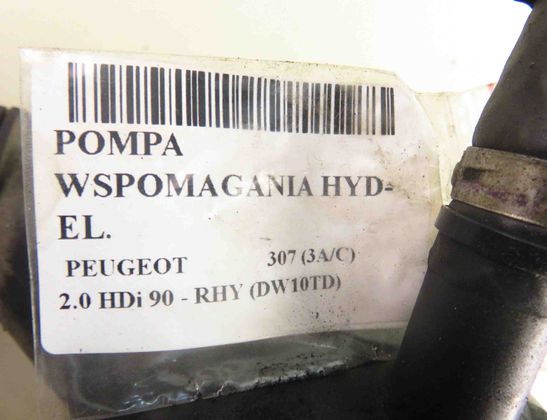 POMPA
WSPOMAGANIA HYD-
EL.
PEUGEOT 307 (3A/C)
2.0 HDi 90 - RHY (DW10TD)